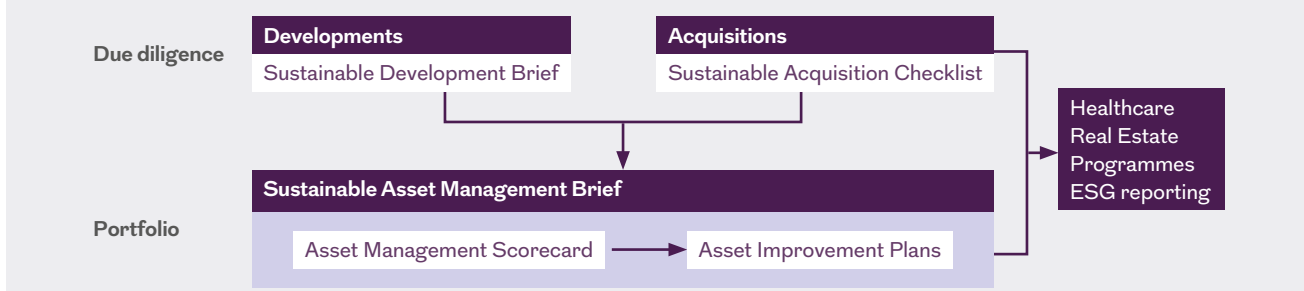 Due diligence
Developments
Sustainable Development Brief
Acquisitions
Sustainable Acquisition Checklist
Healthcare
Real Estate
Programmes
ESG reporting
Portfolio
Sustainable Asset Management Brief
Asset Management Scorecard
Asset Improvement Plans